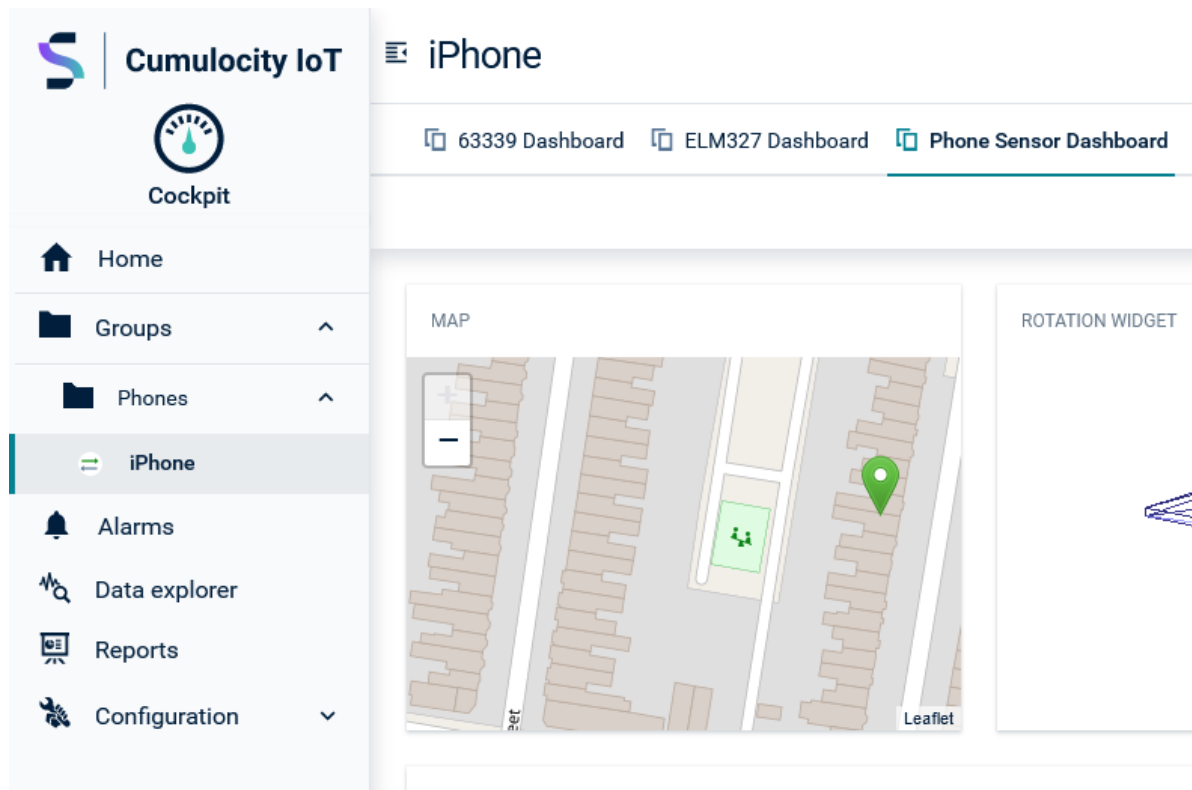 Cumulocity IoT
Cockpit
Home
Groups
Phones
iPhone
Alarms
Data explorer
Reports
Configuration
iPhone
63339 Dashboard
ELM327 Dashboard
Phone Sensor Dashboard
MAP
+
−
eet
Leaflet
ROTATION WIDGET